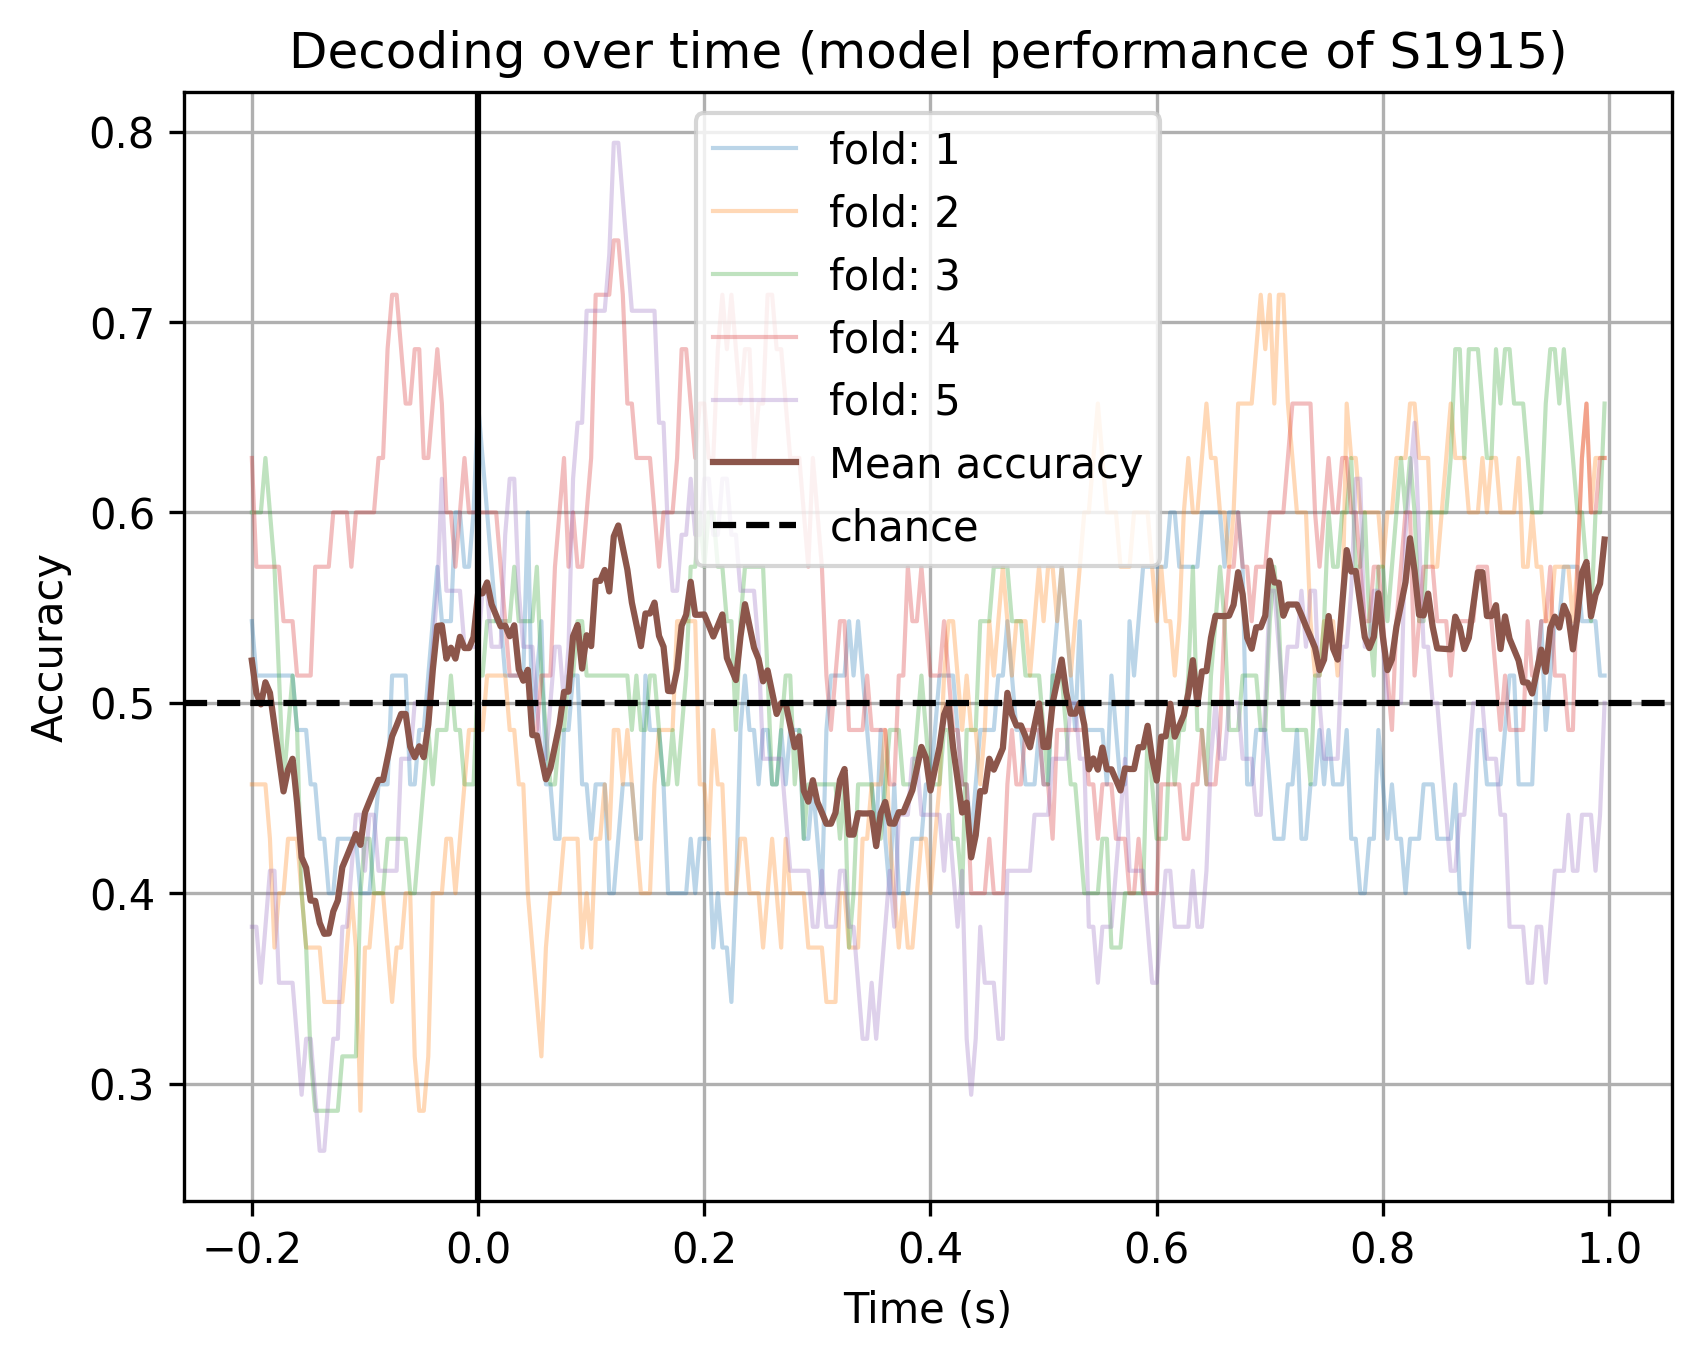 Decoding over time (model performance of S1915)
fold: 1
fold: 2
fold: 3
fold: 4
fold: 5
Mean accuracy
chance
Accuracy
0.8
0.7
0.6
0.5
0.4
0.3
−0.2 0.0 0.2 0.4 0.6 0.8 1.0
Time (s)